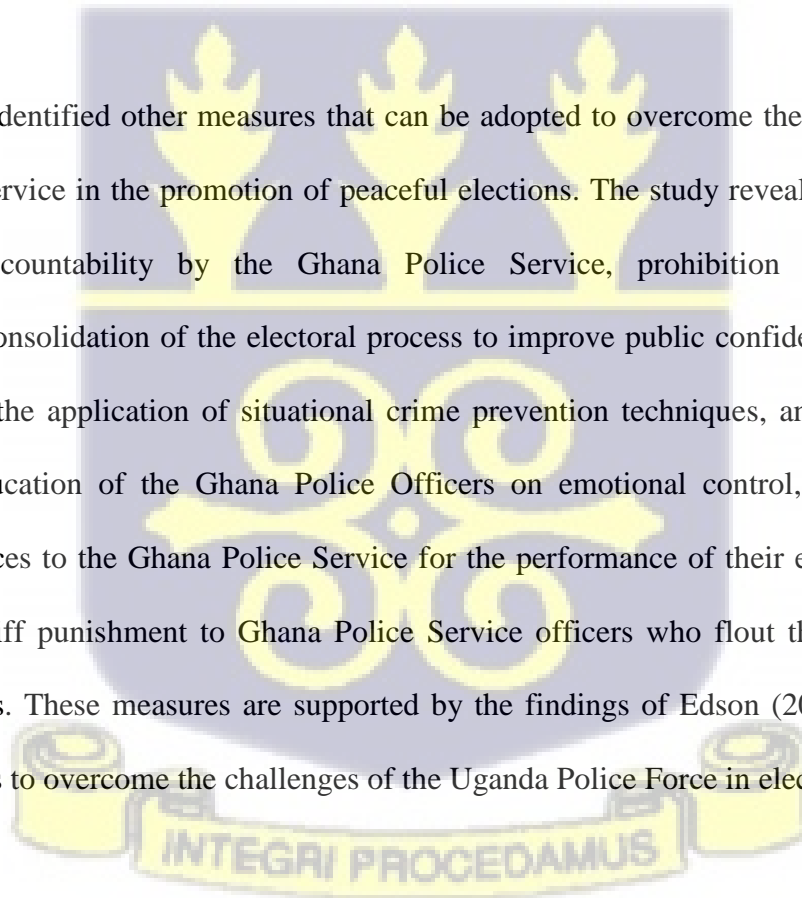 dentified other measures that can be adopted to overcome the
ervice in the promotion of peaceful elections. The study reveal
countability by the Ghana Police Service, prohibition
onsolidation of the electoral process to improve public confide
the application of situational crime prevention techniques, an
ucation of the Ghana Police Officers on emotional control,
ces to the Ghana Police Service for the performance of their e
iff punishment to Ghana Police Service officers who flout th
s. These measures are supported by the findings of Edson (20
s to overcome the challenges of the Uganda Police Force in elec
INTEGRI PROCEDAMUS